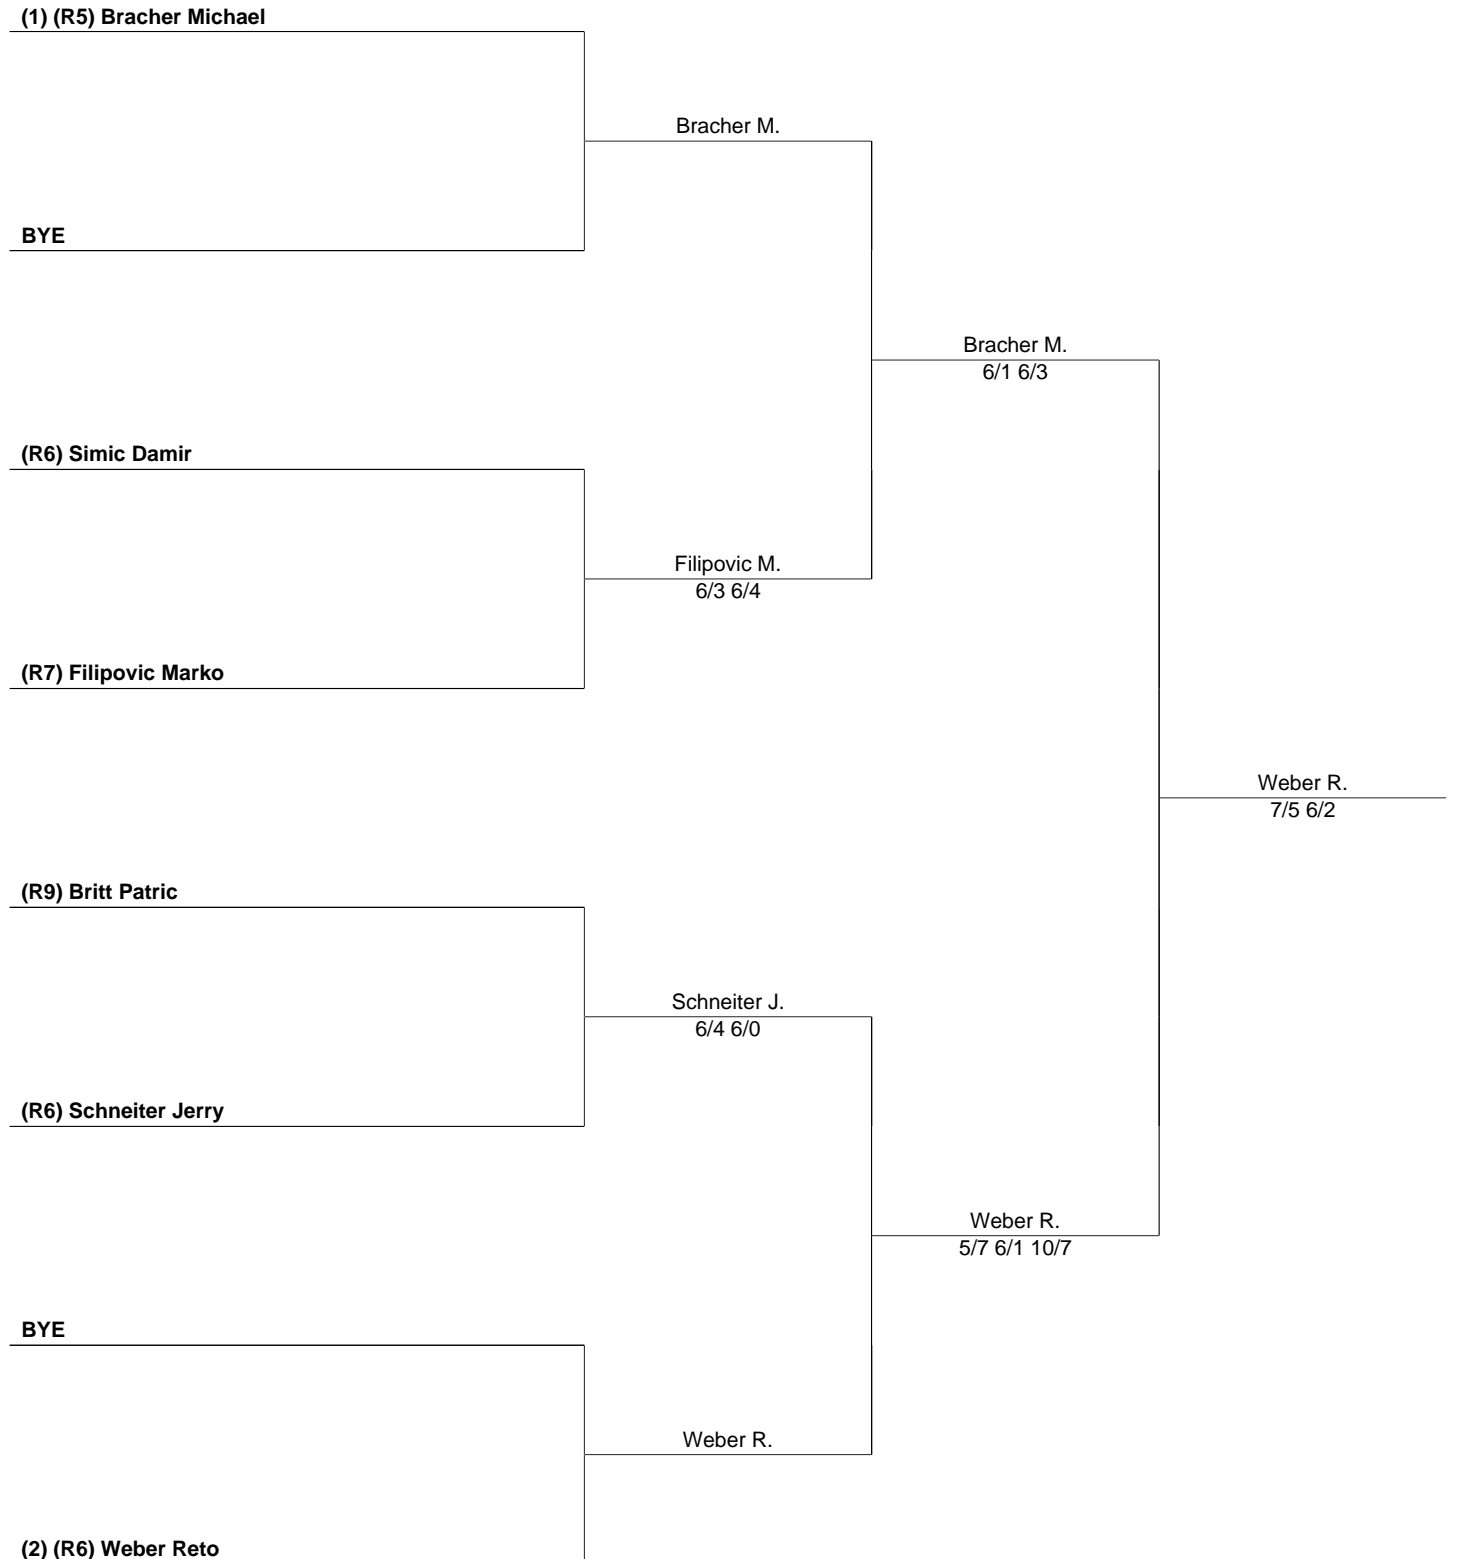 (1) (R5) Bracher Michael
Bracher M.
BYE
Bracher M.
6/1 6/3
(R6) Simic Damir
Filipovic M.
6/3 6/4
(R7) Filipovic Marko
Weber R.
7/5 6/2
(R9) Britt Patric
Schneiter J.
6/4 6/0
(R6) Schneiter Jerry
Weber R.
5/7 6/1 10/7
BYE
Weber R.
(2) (R6) Weber Reto